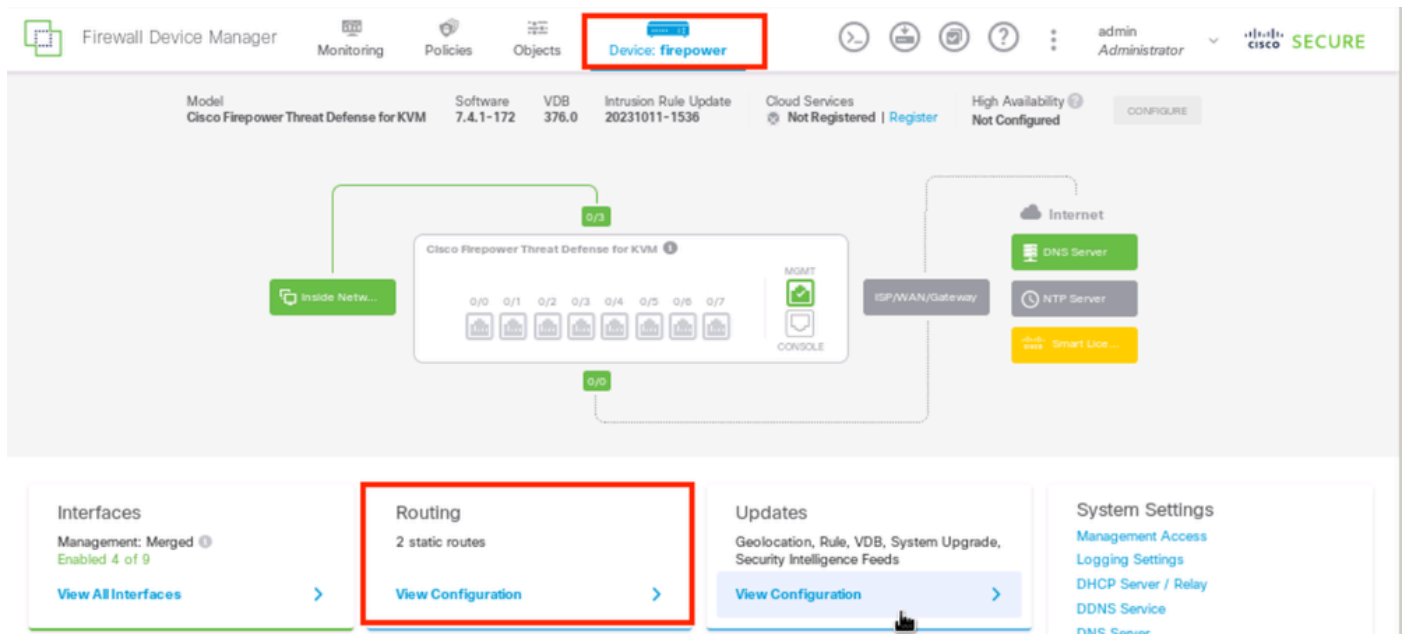 Firewall Device Manager
Monitoring
Policies
Objects
Device: firepower
admin
Administrator
cisco SECURE
Model
Cisco Firepower Threat Defense for KVM
Software
7.4.1-172
VDB
376.0
Intrusion Rule Update
20231011-1536
Cloud Services
Not Registered | Register
High Availability
Not Configured
CONFIGURE
0/3
Internet
Cisco Firepower Threat Defense for KVM
DNS Server
MGMT
Inside Netw...
0/0 0/1 0/2 0/3 0/4 0/5 0/6 0/7
ISP/WAN/Gateway
NTP Server
CONSOLE
Smart Lice...
0/0
Interfaces
Management: Merged
Enabled 4 of 9
View All Interfaces
Routing
2 static routes
View Configuration
Updates
Geolocation, Rule, VDB, System Upgrade,
Security Intelligence Feeds
View Configuration
System Settings
Management Access
Logging Settings
DHCP Server / Relay
DDNS Service
DNS Server